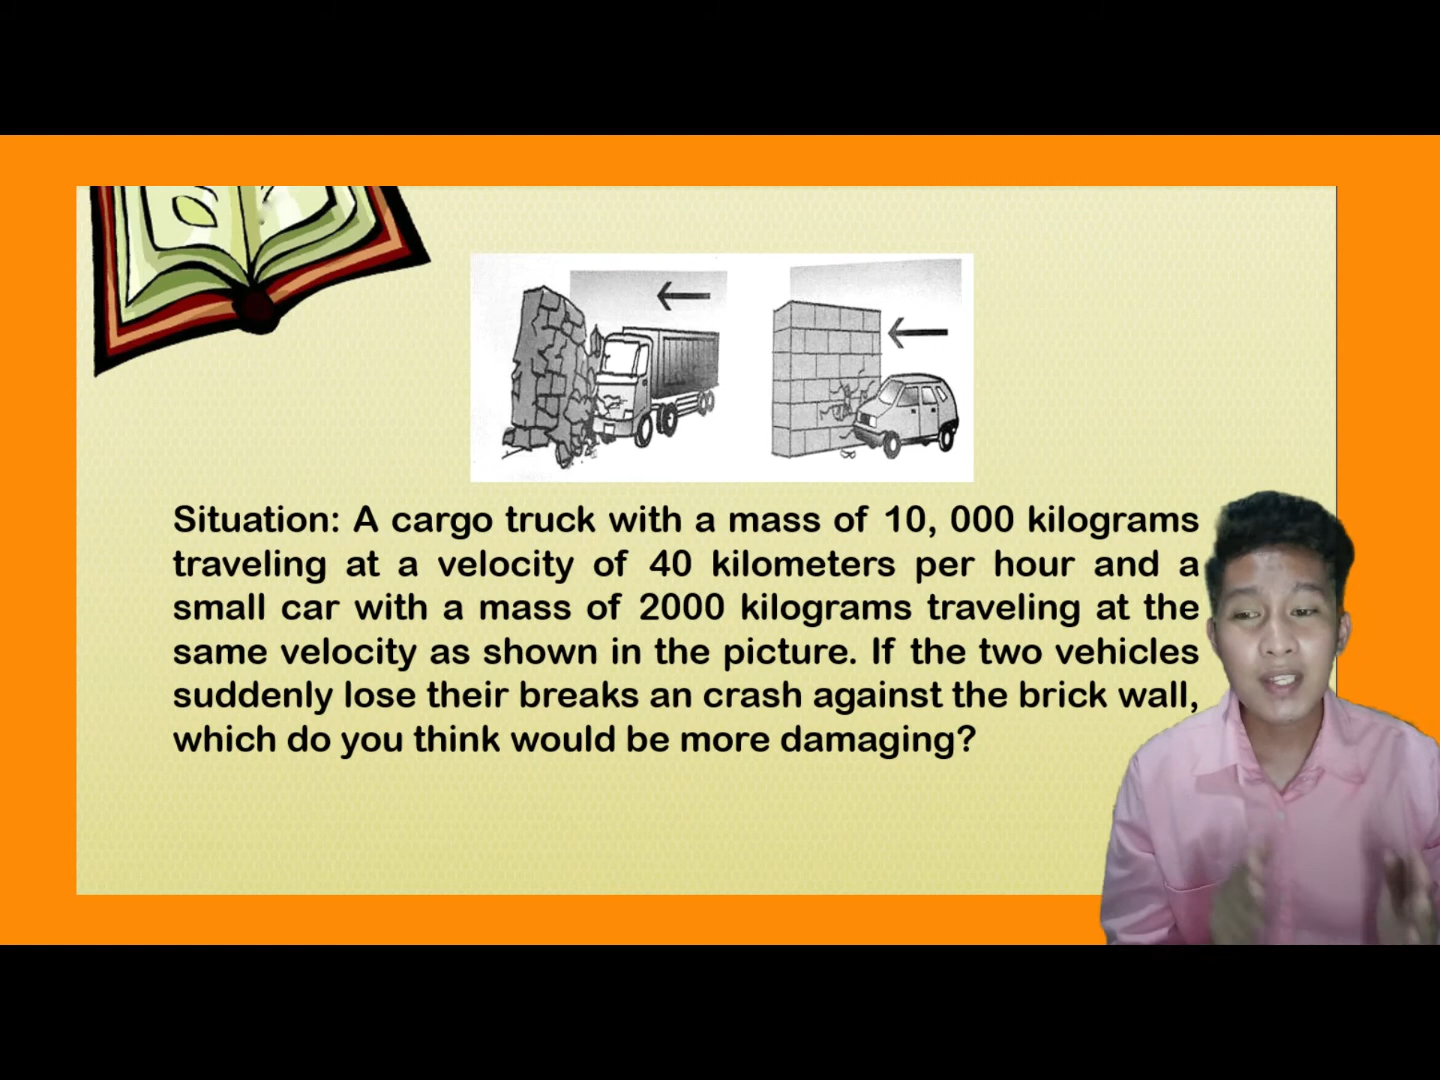 Situation: A cargo truck with a mass of 10, 000 kilograms
traveling at a velocity of 40 kilometers per hour and a
small car with a mass of 2000 kilograms traveling at the
same velocity as shown in the picture. If the two vehicles
suddenly lose their breaks an crash against the brick wall,
which do you think would be more damaging?